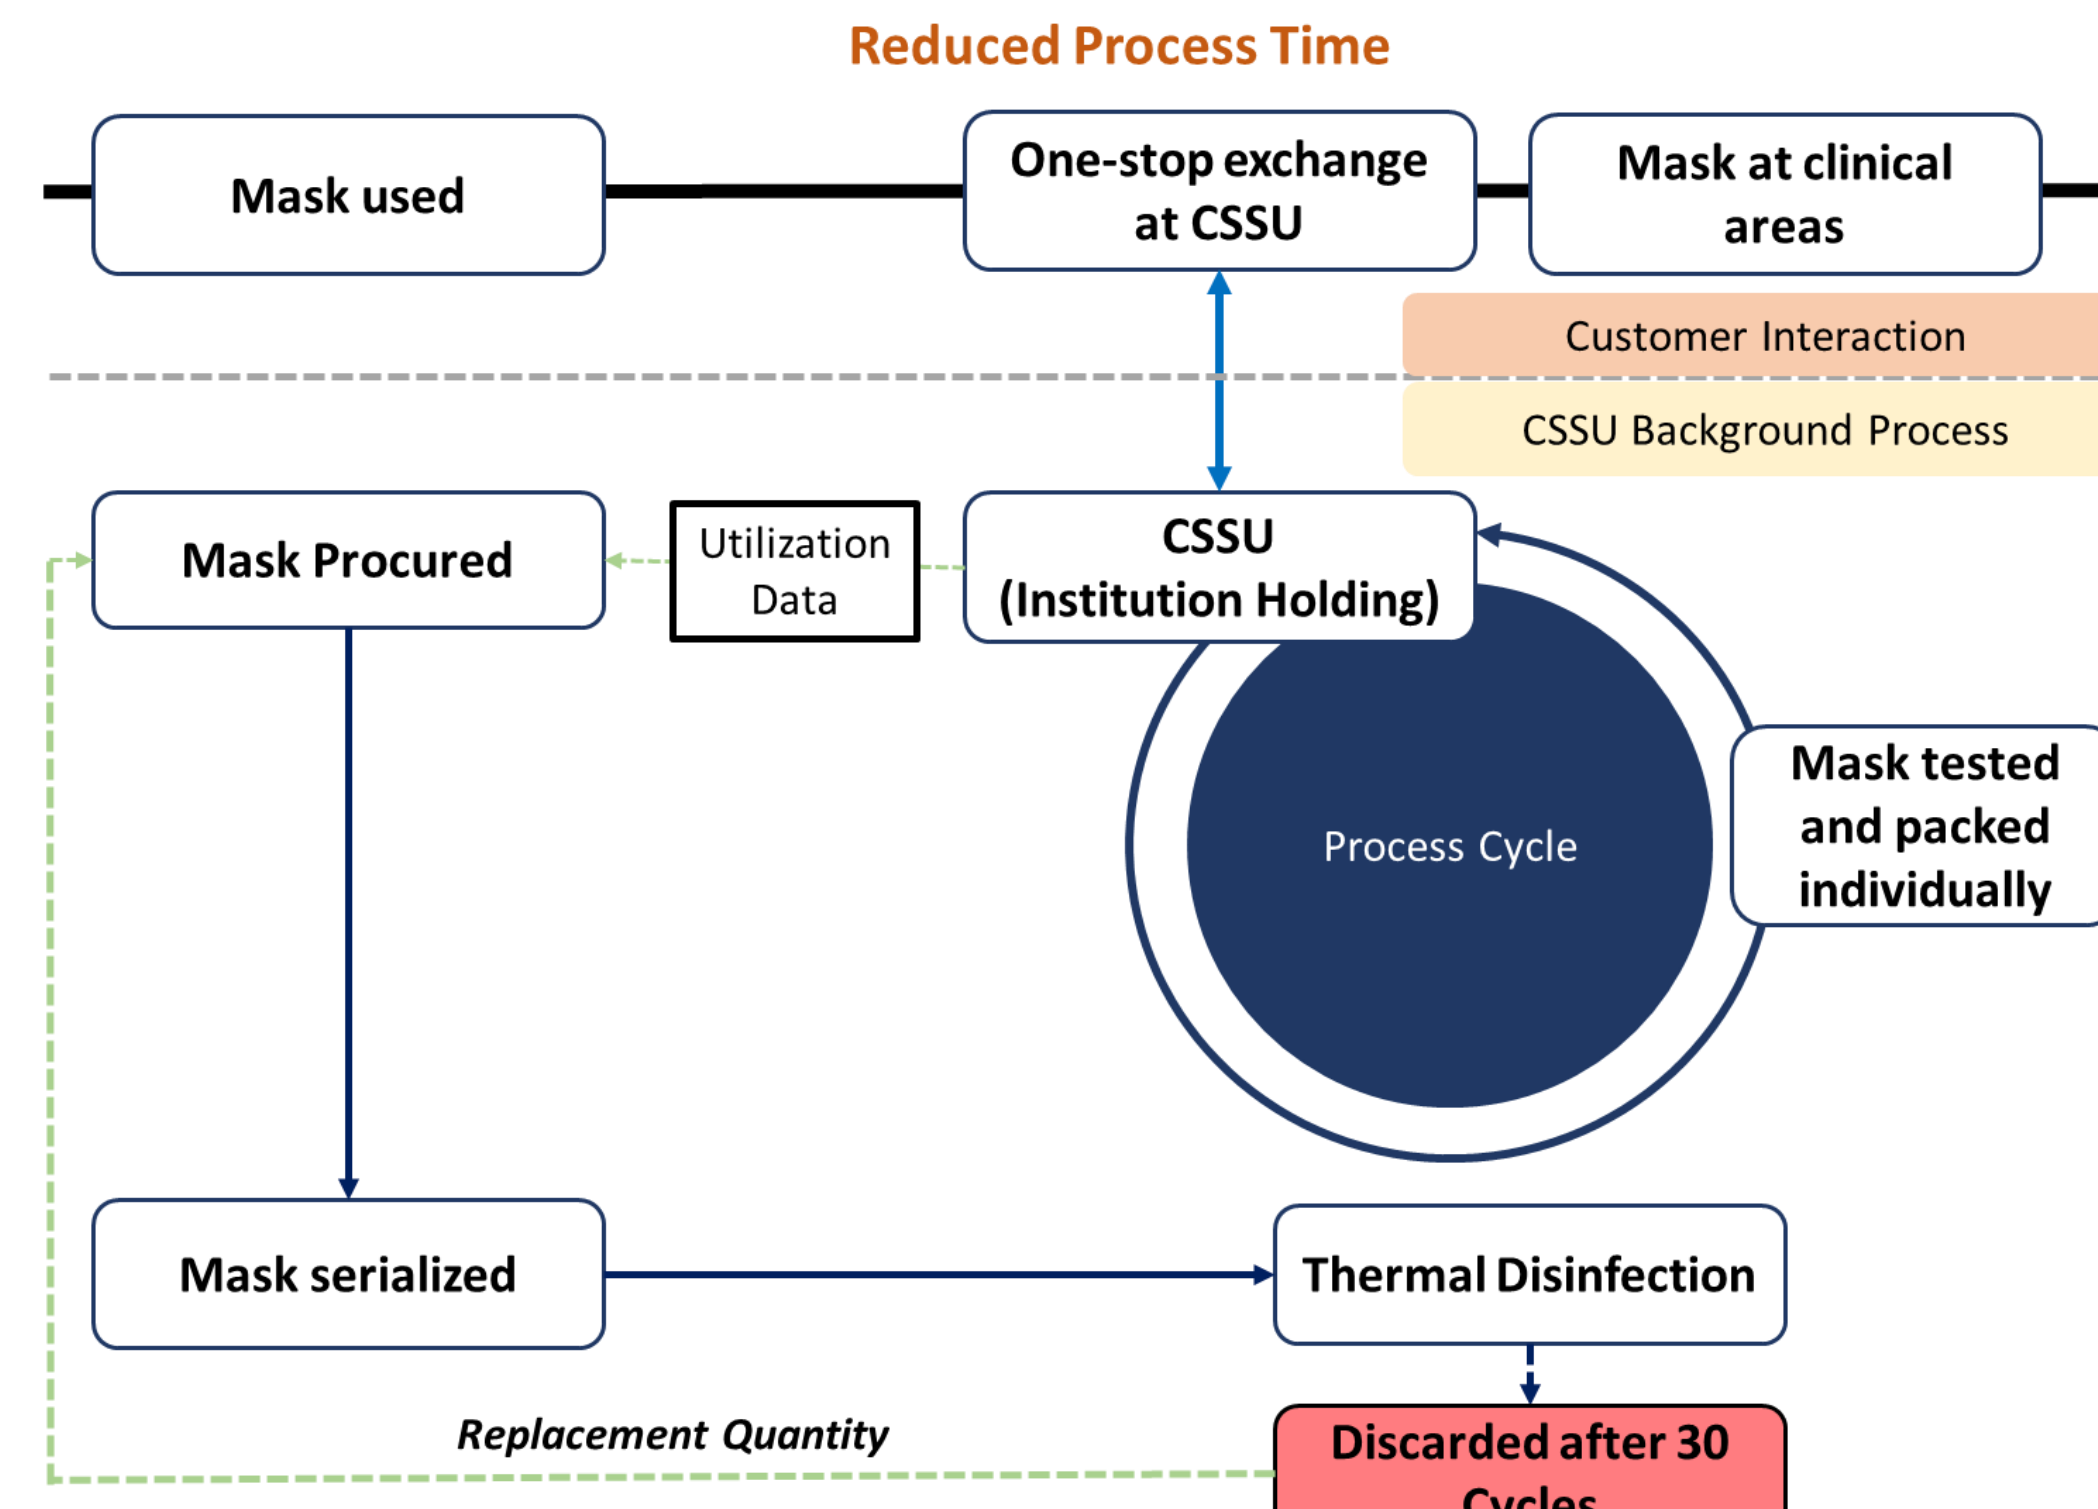 Reduced Process Time
Mask used
One-stop exchange
at CSSU
Mask at clinical
areas
Customer Interaction
CSSU Background Process
Mask Procured
Utilization
Data
CSSU
(Institution Holding)
Process Cycle
Mask tested
and packed
individually
Mask serialized
Thermal Disinfection
Replacement Quantity
Discarded after 30
Cycles